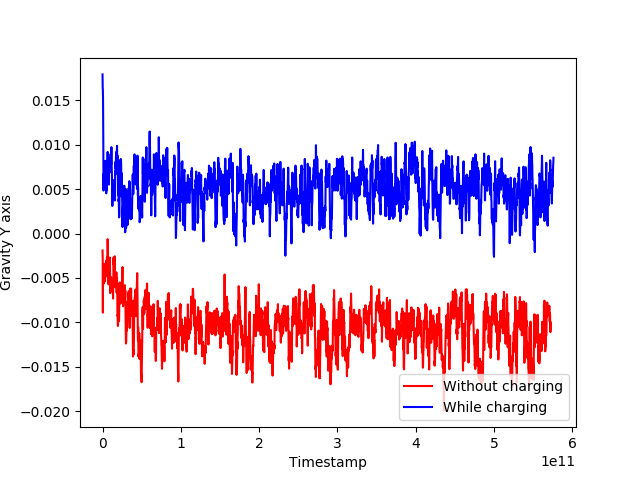 0.015
0.010
0.005
0.000
−0.005
−0.010
−0.015
−0.020
Gravity Y axis
0 1 2 3 4 5 6
Timestamp
1e11
Without charging
While charging